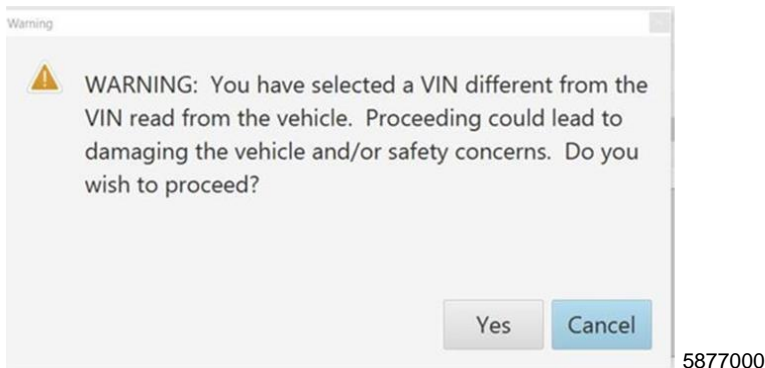 Warning
WARNING: You have selected a VIN different from the
VIN read from the vehicle. Proceeding could lead to
damaging the vehicle and/or safety concerns. Do you
wish to proceed?
Yes Cancel
5877000